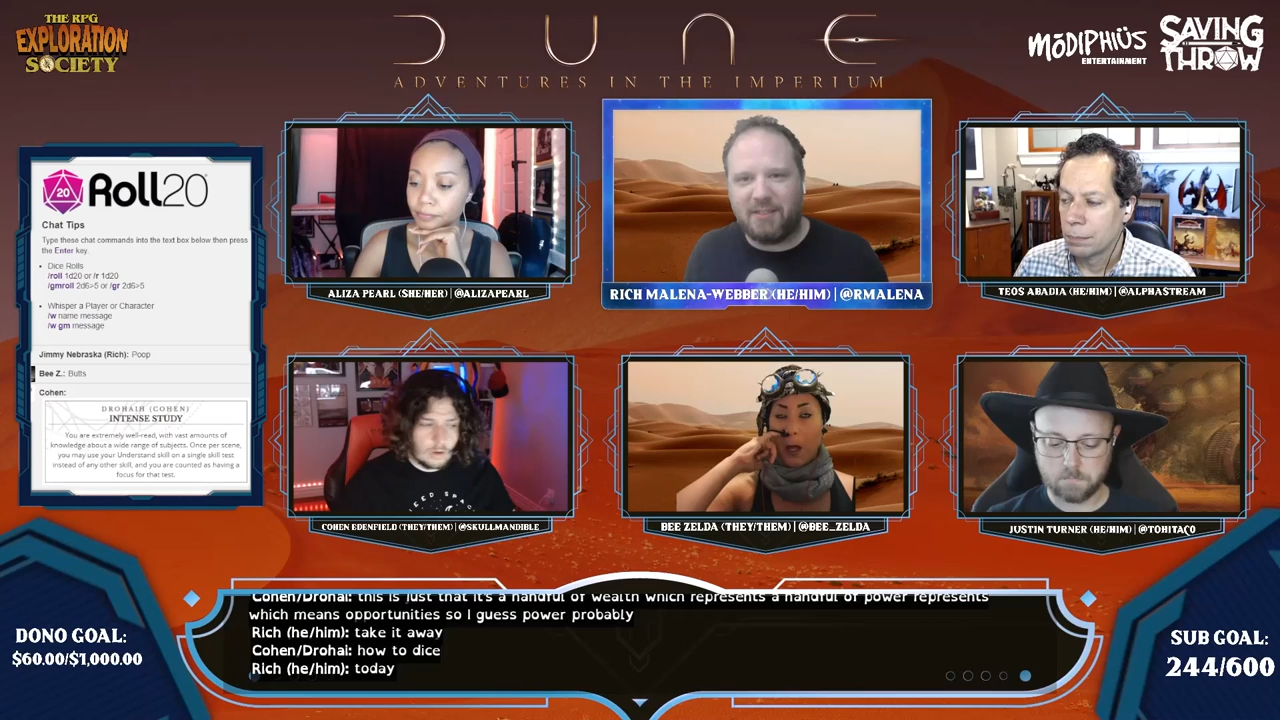 THE RPG
EXPLORATION
SOCIETY
DUNE
ADVENTURES IN THE IMPERIUM
MÖDIPHIÜS
ENTERTAINMENT
SAVING
THROW
20 Roll20
Chat Tips
Type these chat commands into the text box below then press
the Enter key.
• Dice Rolls
/roll 1d20 or /r 1d20
/gmroll 2d6>5 or /gr 2d6>5
• Whisper a Player or Character
/w name message
/w gm message
Jimmy Nebraska (Rich): Poop
Bee Z.: Butts
Cohen:
DROHAIH (COHEN)
INTENSE STUDY
You are extremely well-read, with vast amounts of
knowledge about a wide range of subjects. Once per scene,
you may use your Understand skill on a single skill test
instead of any other skill, and you are counted as having a
focus for that test.
ALIZA PEARL (SHE/HER) | @ALIZAPEARL
RICH MALENA-WEBBER (HE/HIM) | @RMALENA
TEOS ABADIA (HE/HIM) | @ALPHASTREAM
COHEN EDENFIELD (THEY/THEM) | @SKULLMANDIBLE
BEE ZELDA (THEY/THEM) | @BEE_ZELDA
JUSTIN TURNER (HE/HIM) | @TOHITACO
Cohen/Drohai: this is just that it's a handful of wealth which represents a handful of power represents
which means opportunities so I guess power probably
Rich (he/him): take it away
Cohen/Drohai: how to dice
Rich (he/him): today
DONO GOAL:
$60.00/$1,000.00
SUB GOAL:
244/600